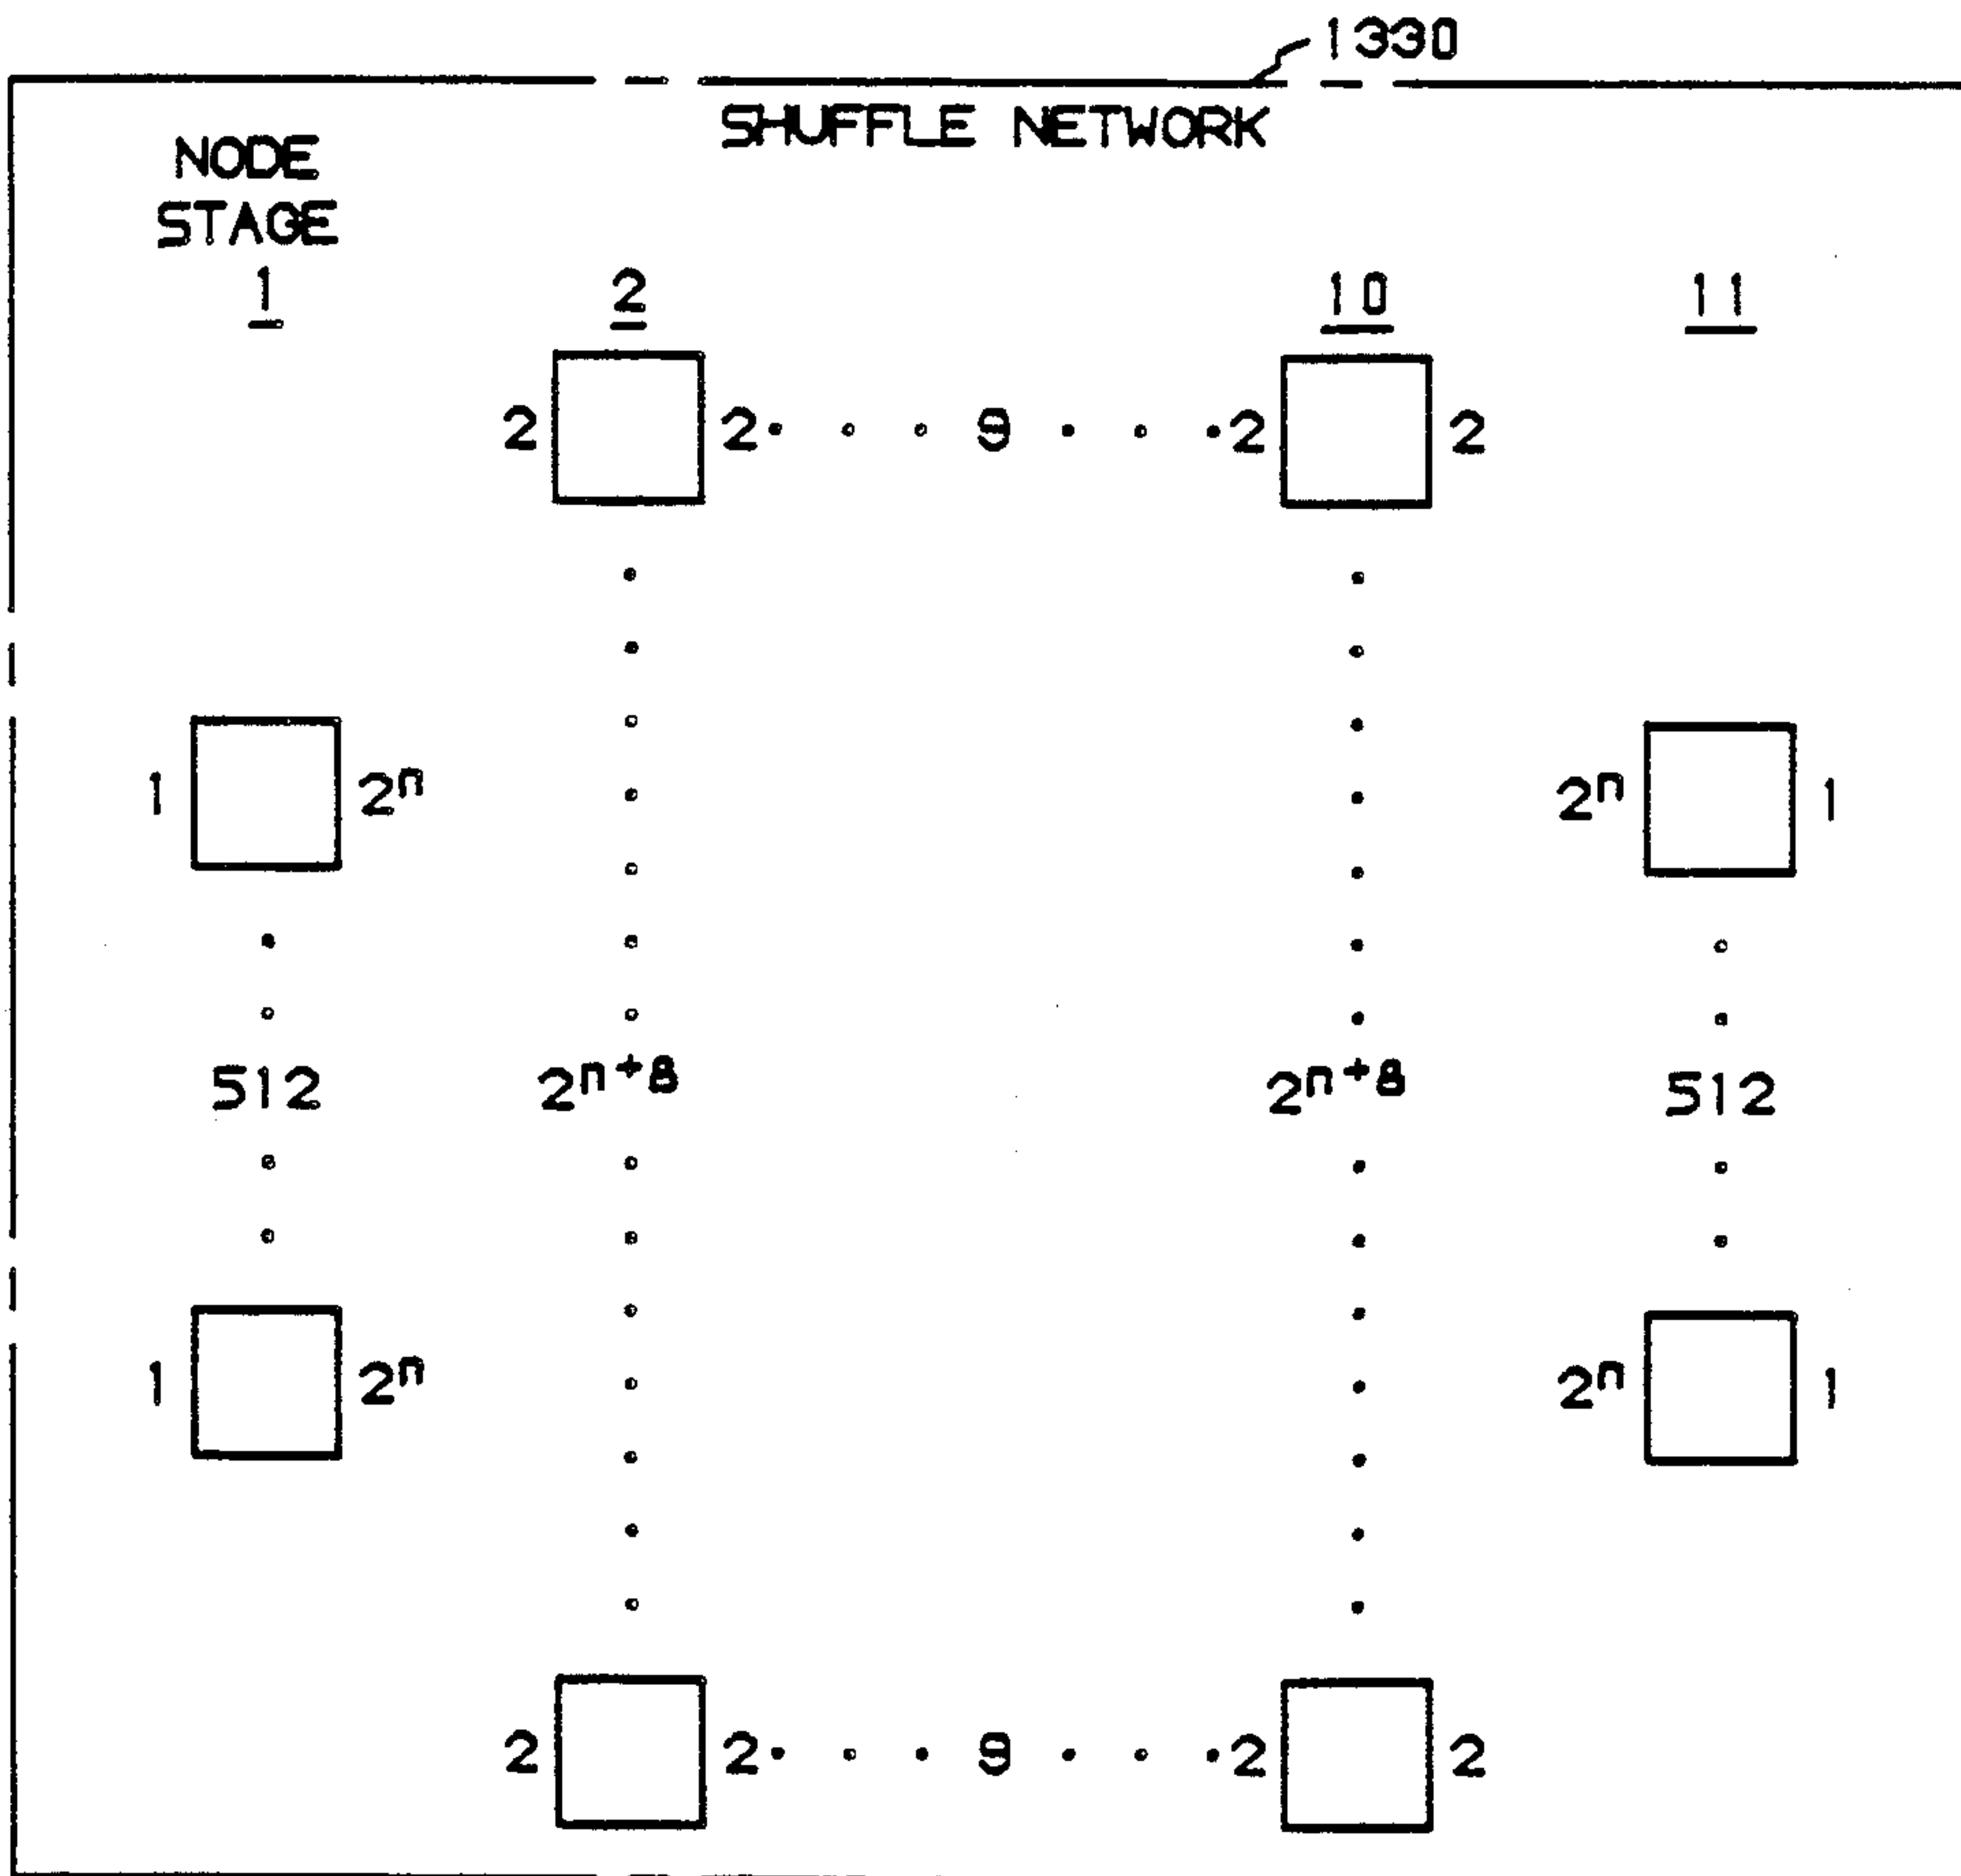 1330
SHUFFLE NETWORK
NODE
STAGE
1 2 10 11
2 2 9 2 2
1 2ⁿ 2ⁿ 1
512 2ⁿ⁺⁸ 2ⁿ⁺⁸ 512
1 2ⁿ 2ⁿ 1
2 2 9 2 2